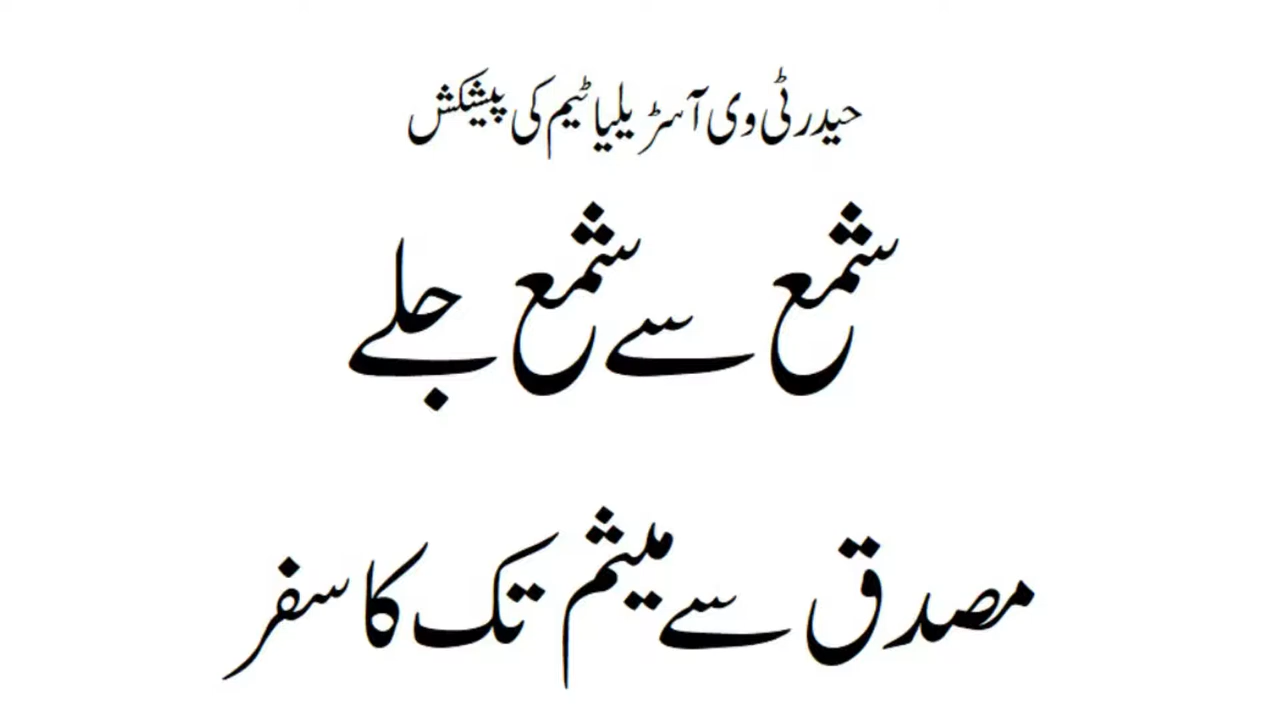 حیدر ٹی وی آسٹریلیا ٹیم کی پیشکش
شمع سے شمع جلے
مصدق سے میثم تک کا سفر